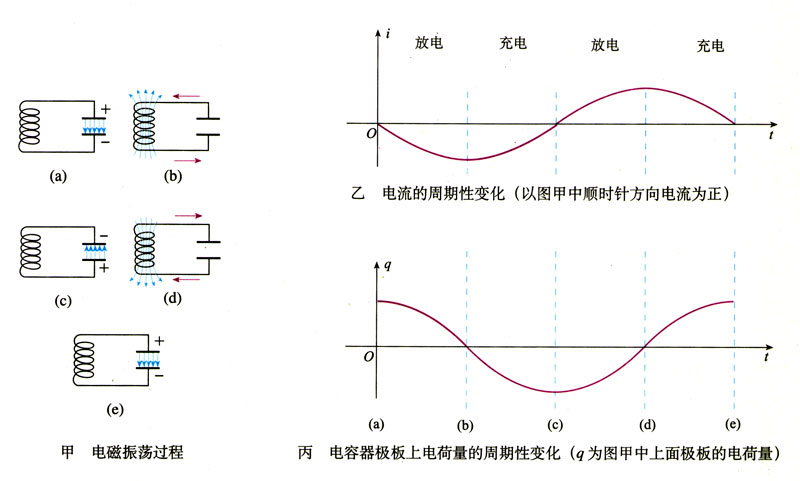 +
−
(a)
(b)
−
+
(c)
(d)
+
−
(e)
甲 电磁振荡过程
i
放电 充电 放电 充电
O
t
乙 电流的周期性变化（以图甲中顺时针方向电流为正）
q
O
t
(a) (b) (c) (d) (e)
丙 电容器极板上电荷量的周期性变化（q为图甲中上面极板的电荷量）